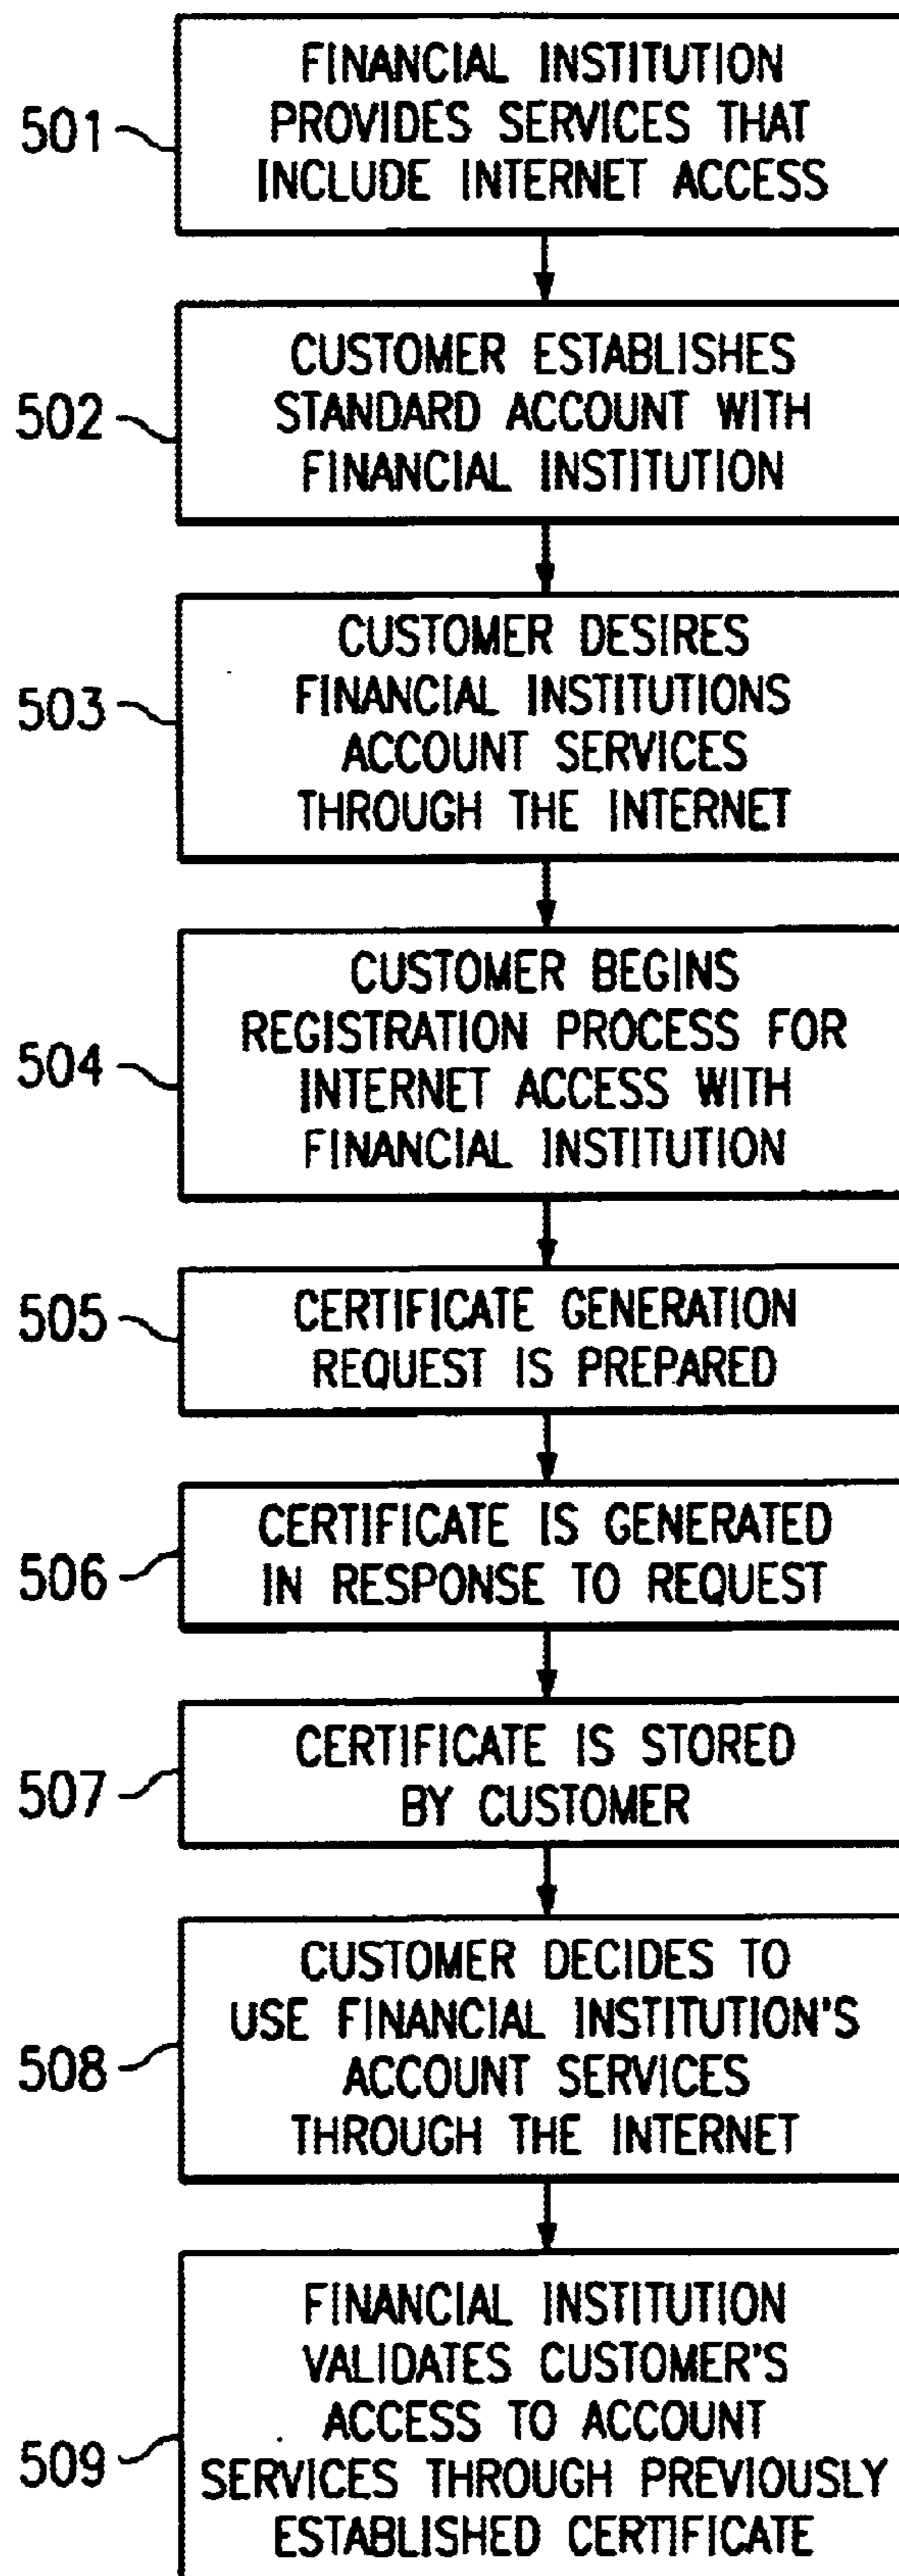 FINANCIAL INSTITUTION
PROVIDES SERVICES THAT
INCLUDE INTERNET ACCESS
501
CUSTOMER ESTABLISHES
STANDARD ACCOUNT WITH
FINANCIAL INSTITUTION
502
CUSTOMER DESIRES
FINANCIAL INSTITUTIONS
ACCOUNT SERVICES
THROUGH THE INTERNET
503
CUSTOMER BEGINS
REGISTRATION PROCESS FOR
INTERNET ACCESS WITH
FINANCIAL INSTITUTION
504
CERTIFICATE GENERATION
REQUEST IS PREPARED
505
CERTIFICATE IS GENERATED
IN RESPONSE TO REQUEST
506
CERTIFICATE IS STORED
BY CUSTOMER
507
CUSTOMER DECIDES TO
USE FINANCIAL INSTITUTION'S
ACCOUNT SERVICES
THROUGH THE INTERNET
508
FINANCIAL INSTITUTION
VALIDATES CUSTOMER'S
ACCESS TO ACCOUNT
SERVICES THROUGH PREVIOUSLY
ESTABLISHED CERTIFICATE
509